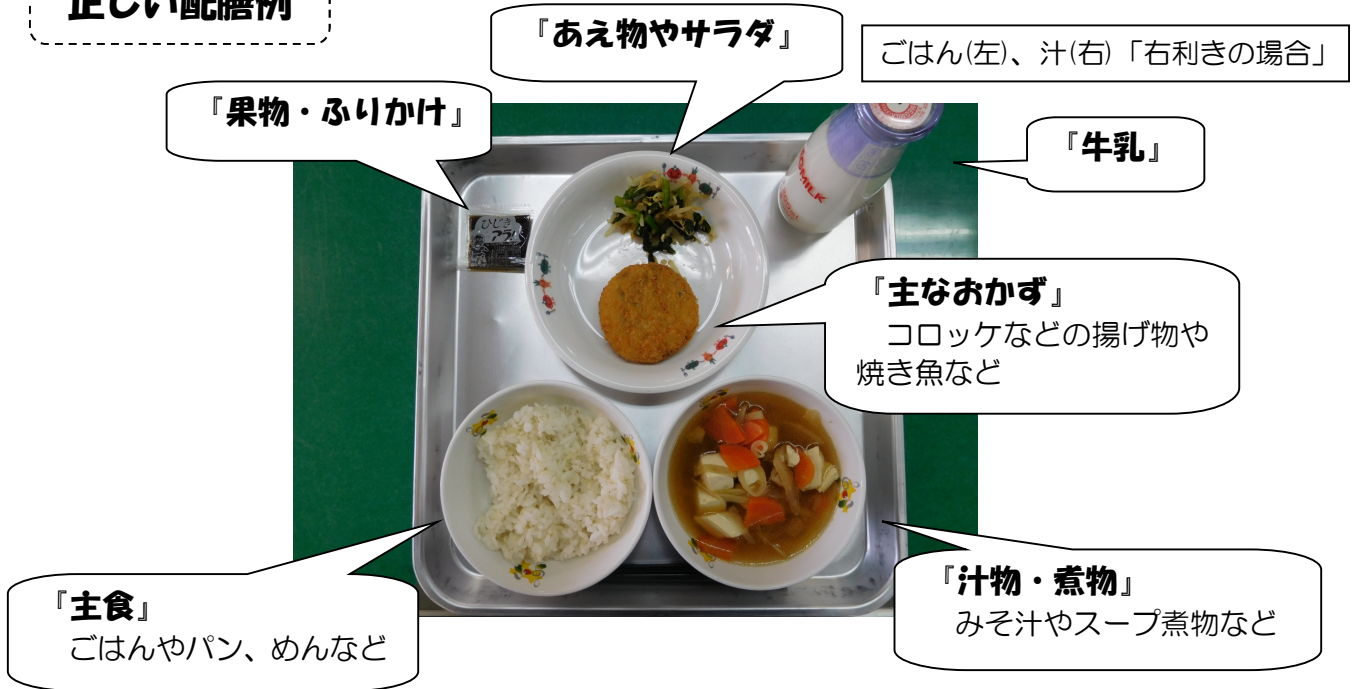 正しい配膳例
『あえ物やサラダ』
ごはん(左)、汁(右)「右利きの場合」
『果物・ふりかけ』
『牛乳』
MILK
ひじき
『主なおかず』
コロッケなどの揚げ物や
焼き魚など
『主食』
ごはんやパン、めんなど
『汁物・煮物』
みそ汁やスープ煮物など